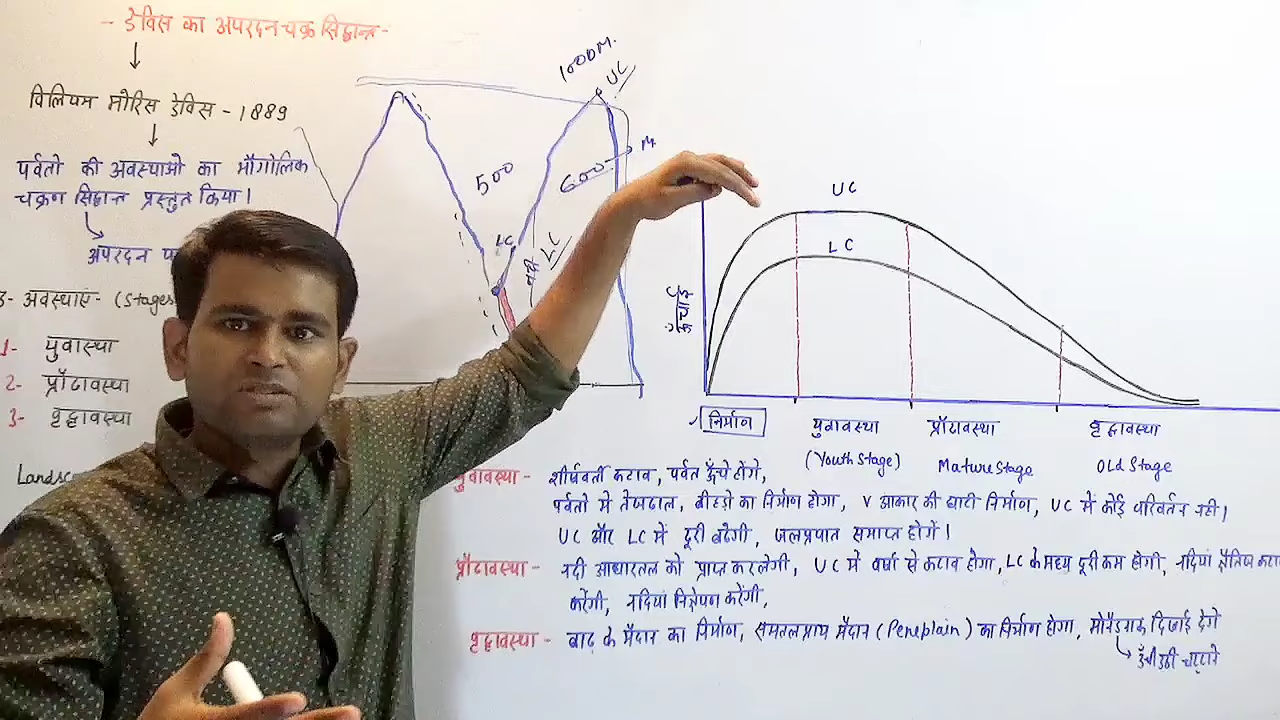 - डेविस का अपरदन चक्र सिद्धान्त -
विलियम मोरिस डेविस - 1889
पर्वतो की अवस्थाओ का भौगोलिक
चक्रण सिद्धान्त प्रस्तुत किया।
अपरदन
3- अवस्थाएं - (Stages
1- युवास्था
2- प्रौढावस्था
3- वृद्धावस्था
1000M.
UC
M.
500
600
LC
LC
नदी
UC
LC
ऊंचाई
निर्माण
युवावस्था
प्रौढावस्था
वृद्धावस्था
(Youth Stage)
Mature Stage
Old Stage
युवावस्था - शीर्षवर्ती कटाव, पर्वत ऊँचे होंगे,
पर्वतो मे तेज ढाल, बीहडो का निर्माण होगा, V आकार की घाटी निर्माण, UC में कोई परिवर्तन नही।
UC और LC में दूरी बढेगी, जलप्रपात समाप्त होगें।
प्रौढावस्था - नदी आधारतल को प्राप्त कर लेगी, UC में वर्षा से कटाव होगा, LC के मध्य दूरी कम होगी, नदियां क्षैतिज
करेंगी, नदियां निक्षेपण करेंगी,
वृद्धावस्था - बाढ के मैदान का निर्माण, समतलप्राय मैदान (Peneplain) का निर्माण होगा, मोनैडनाक दिखाई देगे
ऊँची उठी चट्टाने